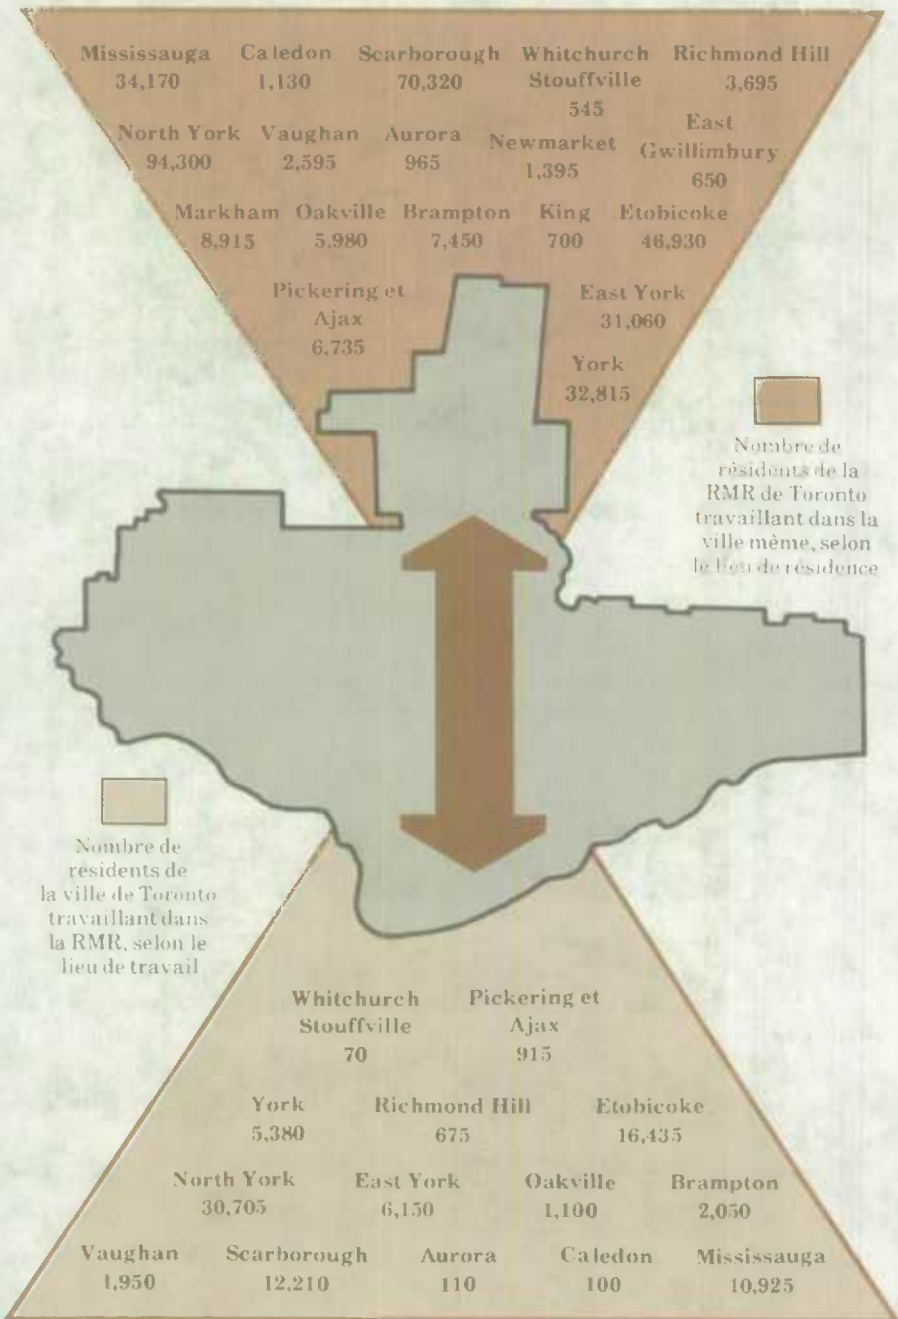 Mississauga Caledon Scarborough Whitchurch Stouffville Richmond Hill
34,170 1,130 70,320 545 3,695
North York Vaughan Aurora Newmarket East Gwillimbury
94,300 2,595 965 1,395 650
Markham Oakville Brampton King Etobicoke
8,915 5,980 7,450 700 46,930
Pickering et
Ajax
6,735
East York
31,060
York
32,815
Nombre de
résidents de la
RMR de Toronto
travaillant dans la
ville même, selon
le lieu de résidence
Nombre de
résidents de
la ville de Toronto
travaillant dans
la RMR, selon le
lieu de travail
Whitchurch Stouffville Pickering et Ajax
70 915
York Richmond Hill Etobicoke
5,380 675 16,435
North York East York Oakville Brampton
30,705 6,150 1,100 2,050
Vaughan Scarborough Aurora Caledon Mississauga
1,950 12,210 110 100 10,925